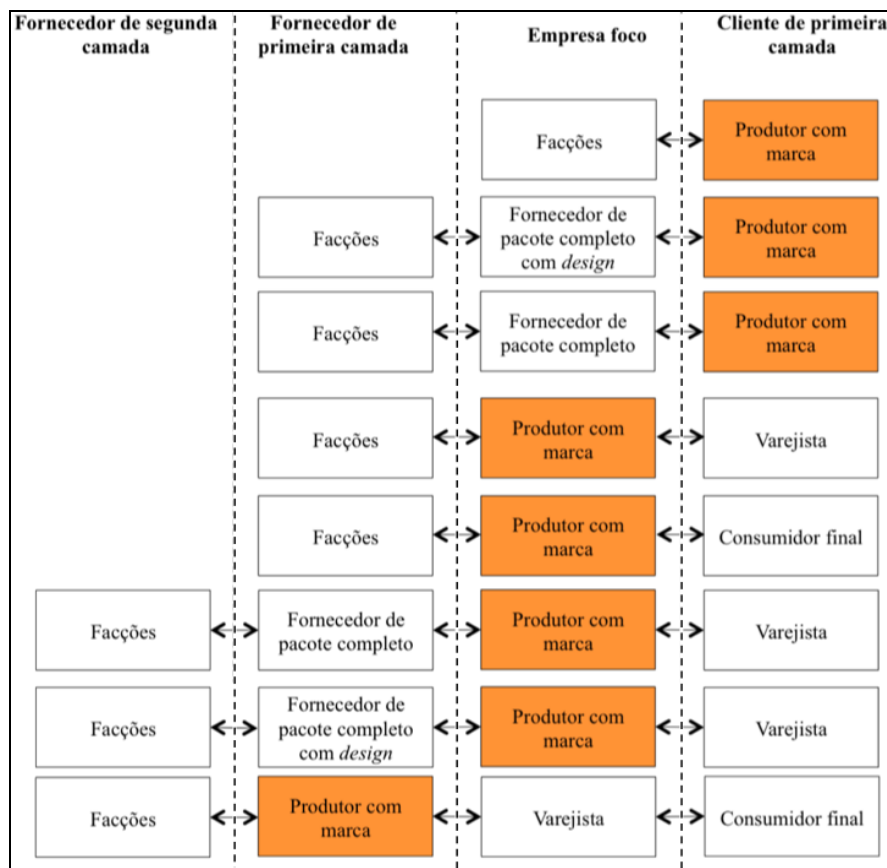 Fornecedor de segunda
camada
Fornecedor de
primeira camada
Empresa foco
Cliente de primeira
camada
Facções
Produtor com
marca
Facções
Fornecedor de
pacote completo
com design
Produtor com
marca
Facções
Fornecedor de
pacote completo
Produtor com
marca
Facções
Produtor com
marca
Varejista
Facções
Produtor com
marca
Consumidor final
Facções
Fornecedor de
pacote completo
Produtor com
marca
Varejista
Facções
Fornecedor de
pacote completo
com design
Produtor com
marca
Varejista
Facções
Produtor com
marca
Varejista
Consumidor final